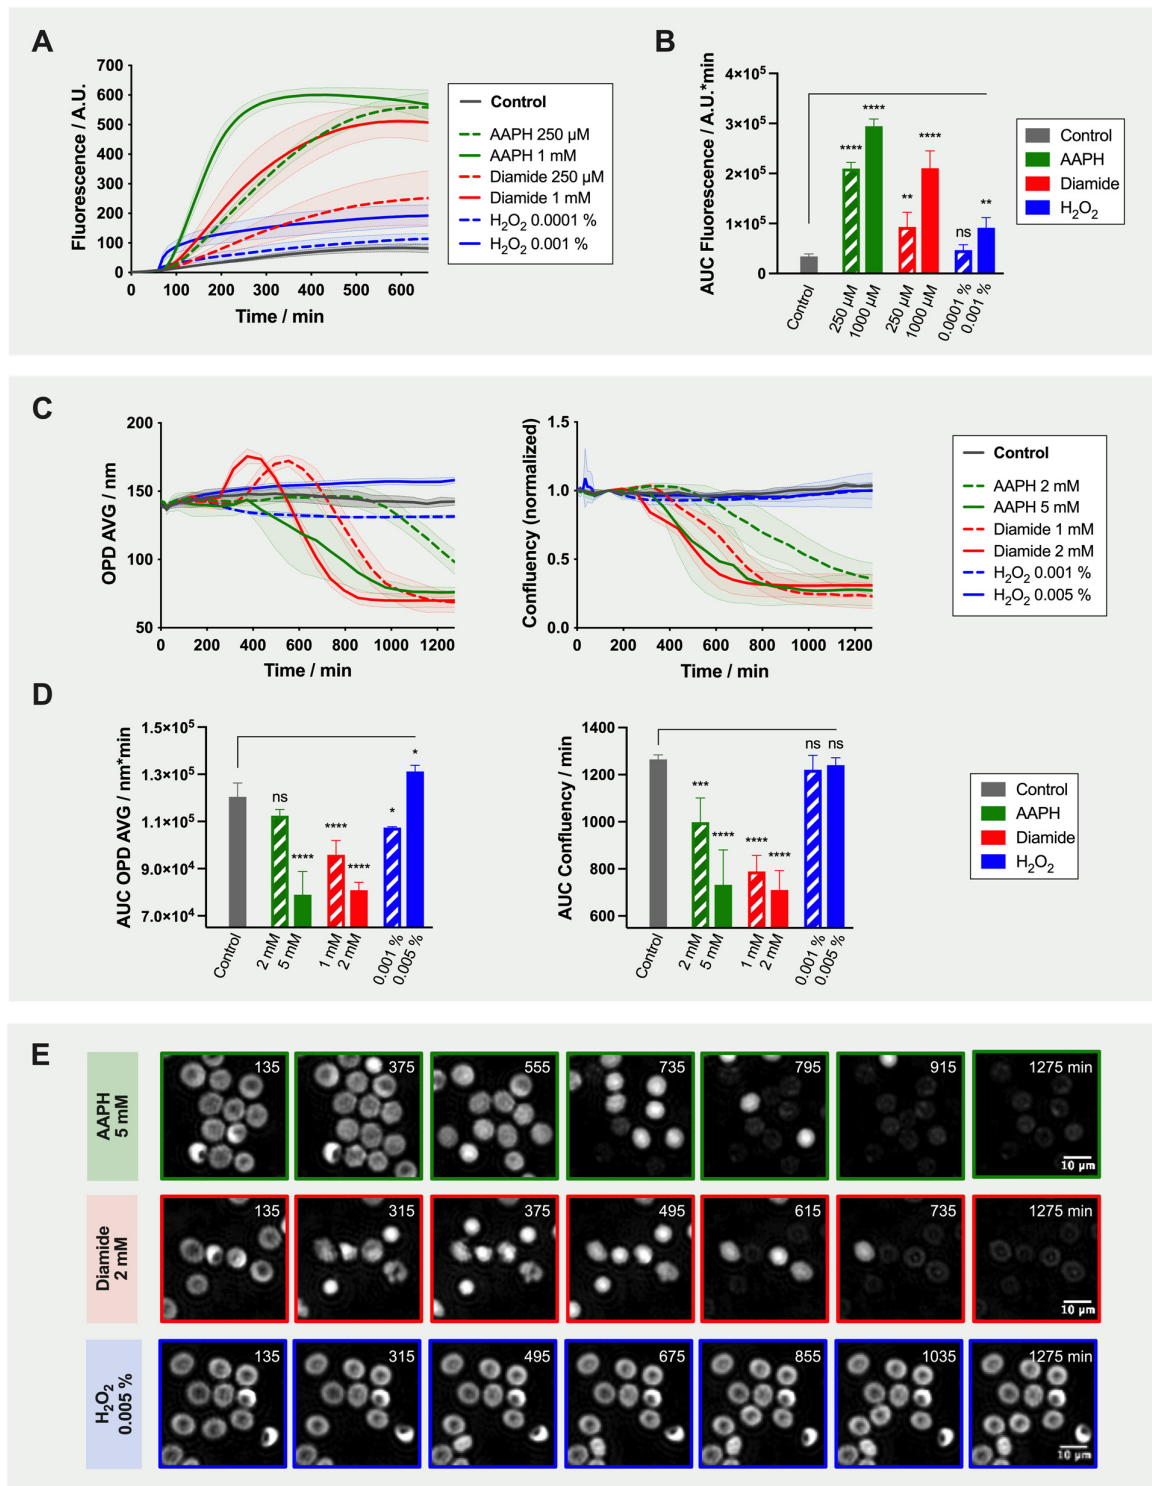 A
Fluorescence / A.U.
700
600
500
400
300
200
100
0
0 100 200 300 400 500 600
Time / min
Control
AAPH 250 µM
AAPH 1 mM
Diamide 250 µM
Diamide 1 mM
H₂O₂ 0.0001 %
H₂O₂ 0.001 %
B
AUC Fluorescence / A.U.*min
4×10⁵
3×10⁵
2×10⁵
1×10⁵
0
****
****
**
****
ns
**
Control
250 µM
1000 µM
250 µM
1000 µM
0.0001 %
0.001 %
Control
AAPH
Diamide
H₂O₂
C
OPD AVG / nm
200
150
100
50
0 200 400 600 800 1000 1200
Time / min
Confluency (normalized)
1.5
1.0
0.5
0.0
0 200 400 600 800 1000 1200
Time / min
Control
AAPH 2 mM
AAPH 5 mM
Diamide 1 mM
Diamide 2 mM
H₂O₂ 0.001 %
H₂O₂ 0.005 %
D
AUC OPD AVG / nm*min
1.5×10⁵
1.3×10⁵
1.1×10⁵
9.0×10⁴
7.0×10⁴
ns
****
****
****
*
*
Control
2 mM
5 mM
1 mM
2 mM
0.001 %
0.005 %
AUC Confluency / min
1400
1200
1000
800
600
***
****
****
****
ns
ns
Control
2 mM
5 mM
1 mM
2 mM
0.001 %
0.005 %
Control
AAPH
Diamide
H₂O₂
E
AAPH
5 mM
135 375 555 735 795 915 1275 min
10 µm
Diamide
2 mM
135 315 375 495 615 735 1275 min
10 µm
H₂O₂
0.005 %
135 315 495 675 855 1035 1275 min
10 µm